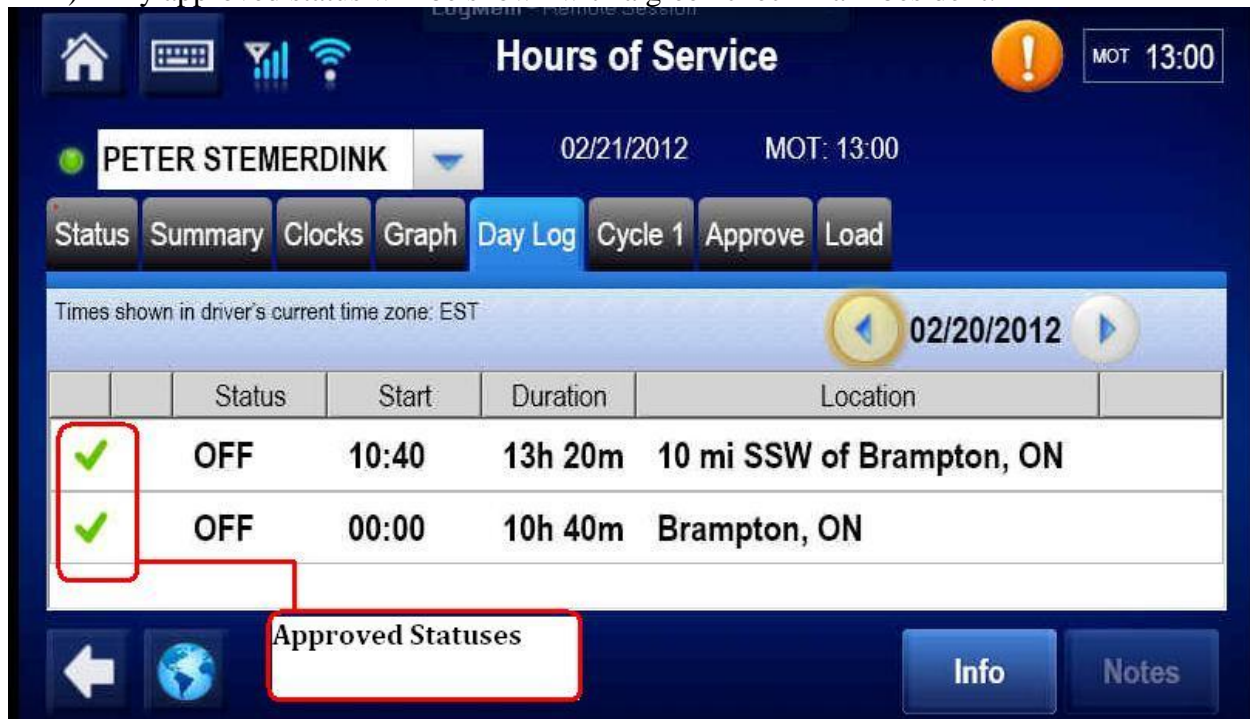 LogMeIn - Remote Session
Hours of Service
MOT 13:00
PETER STEMERDINK
02/21/2012 MOT: 13:00
Status Summary Clocks Graph Day Log Cycle 1 Approve Load
Times shown in driver's current time zone: EST
02/20/2012
Status Start Duration Location
OFF 10:40 13h 20m 10 mi SSW of Brampton, ON
OFF 00:00 10h 40m Brampton, ON
Approved Statuses
Info Notes